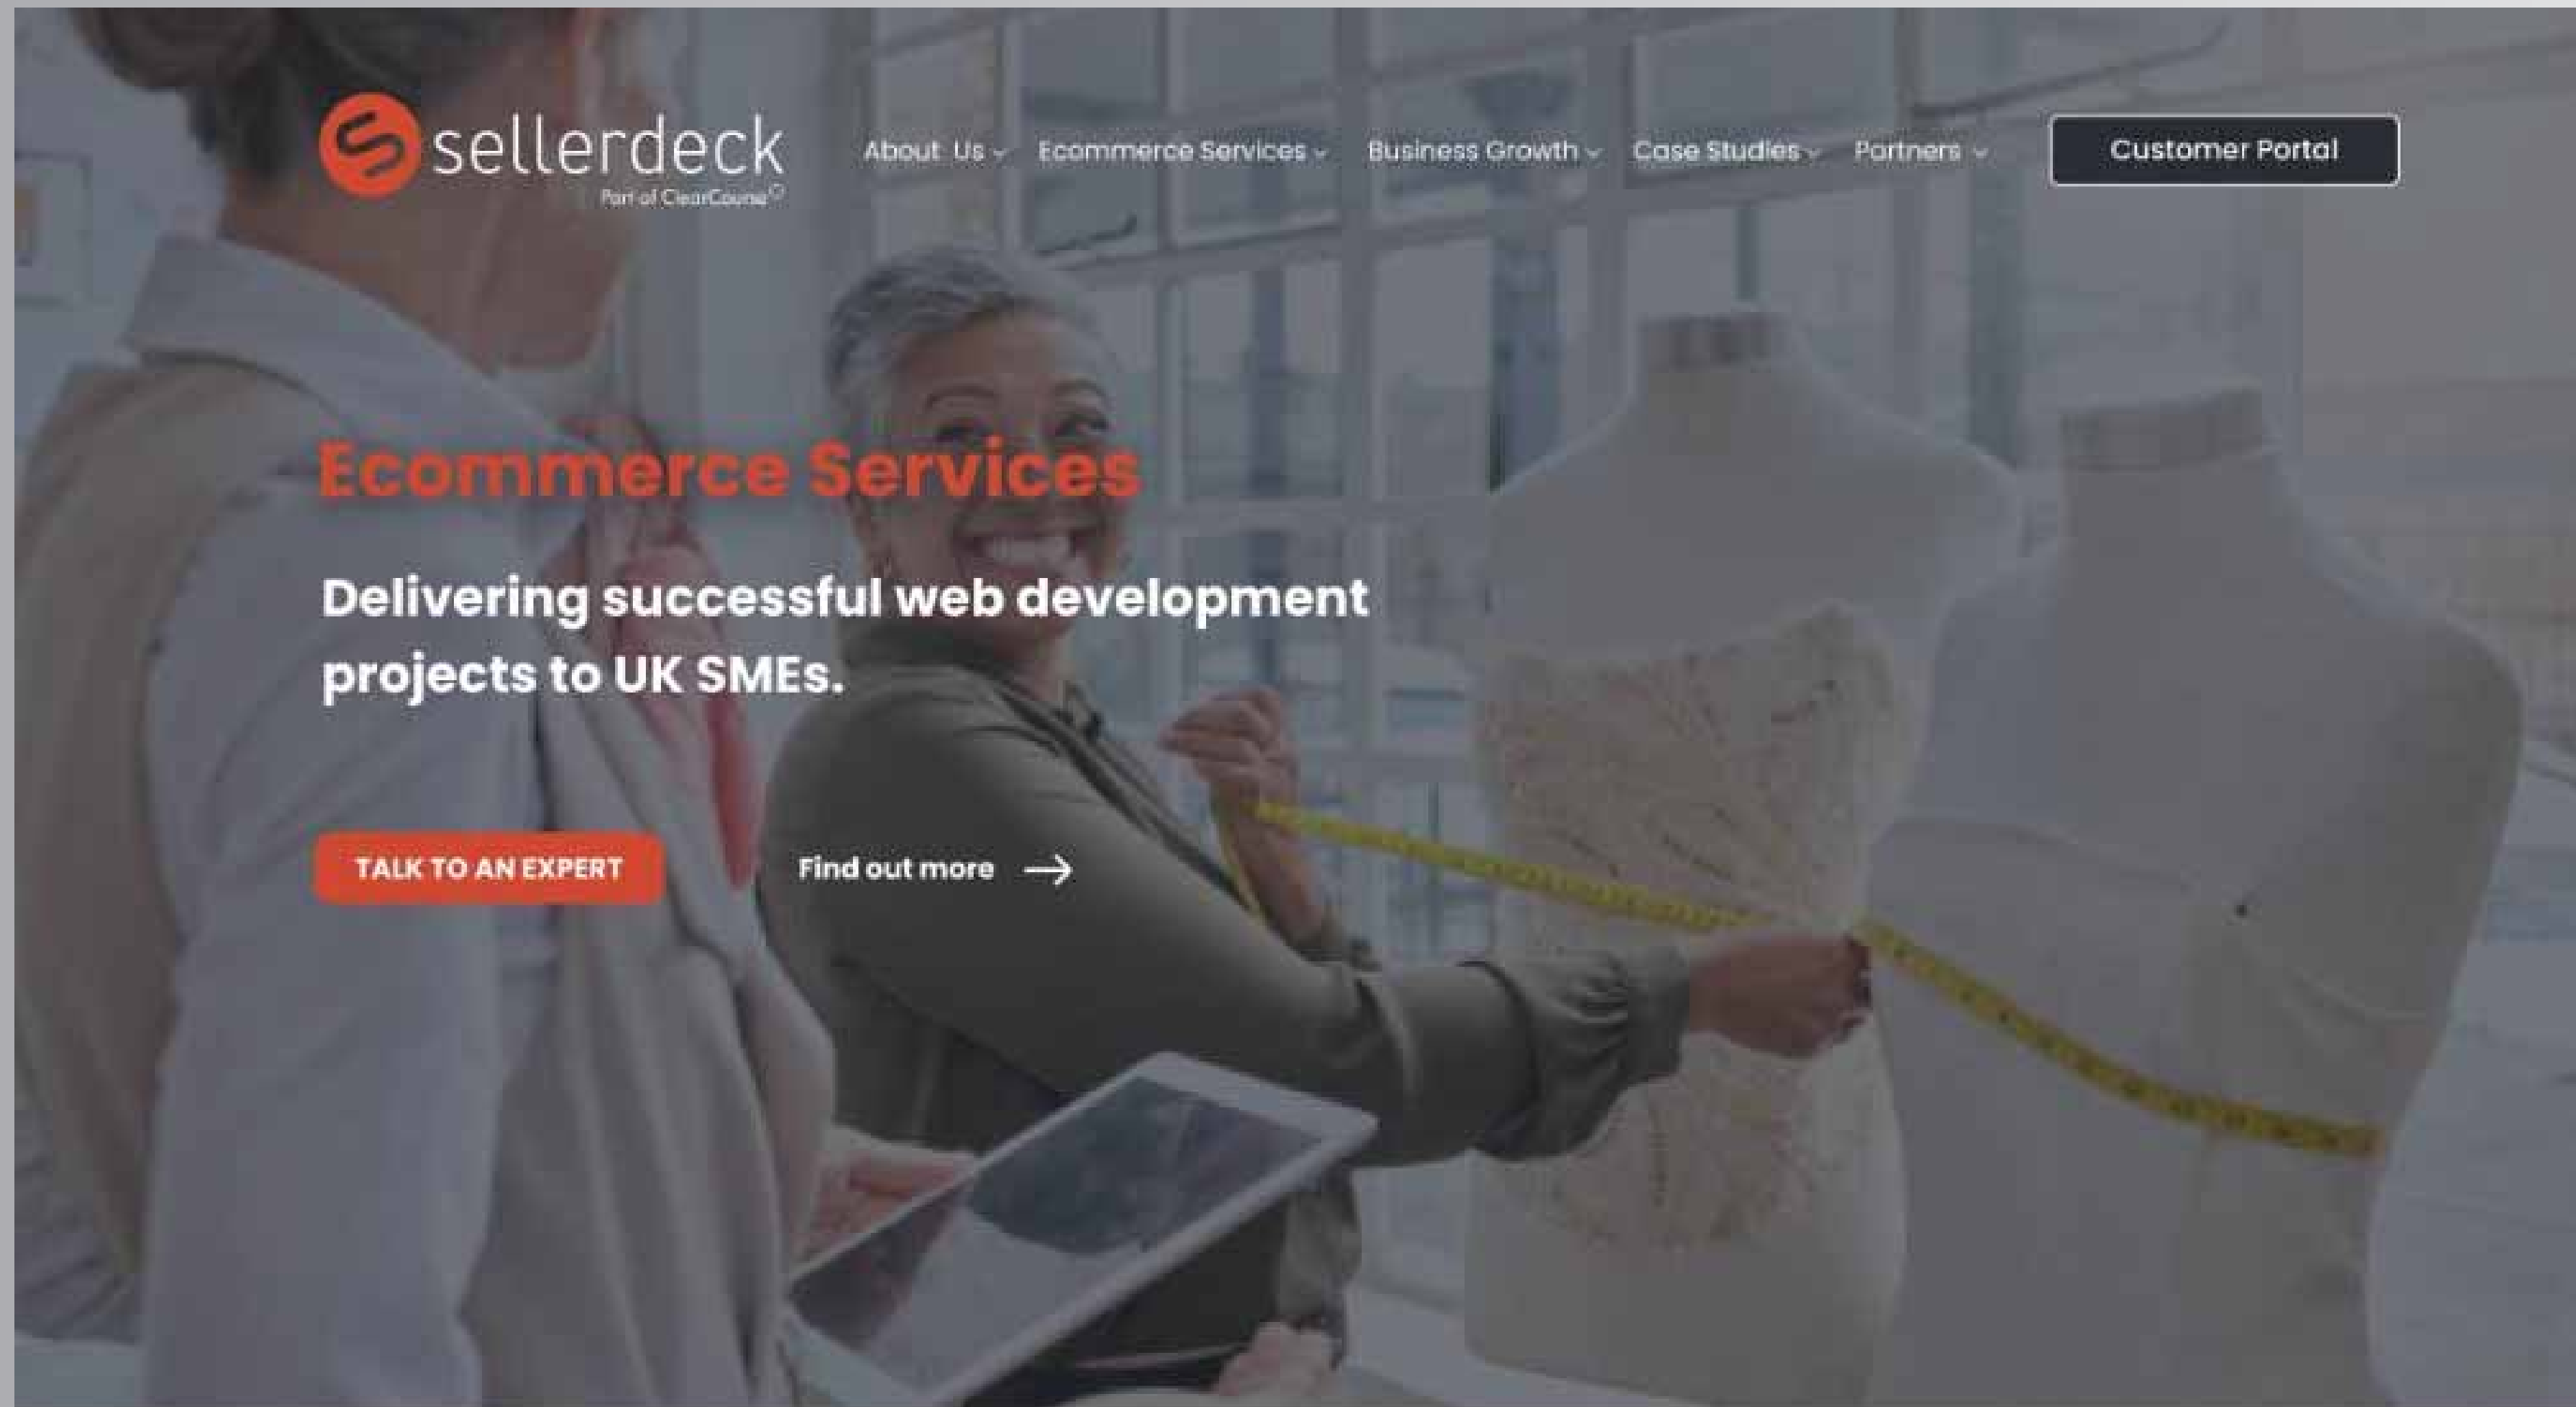 sellerdeck
Part of ClearCourse
About Us
Ecommerce Services
Business Growth
Case Studies
Partners
Customer Portal
Ecommerce Services
Delivering successful web development
projects to UK SMEs.
TALK TO AN EXPERT
Find out more